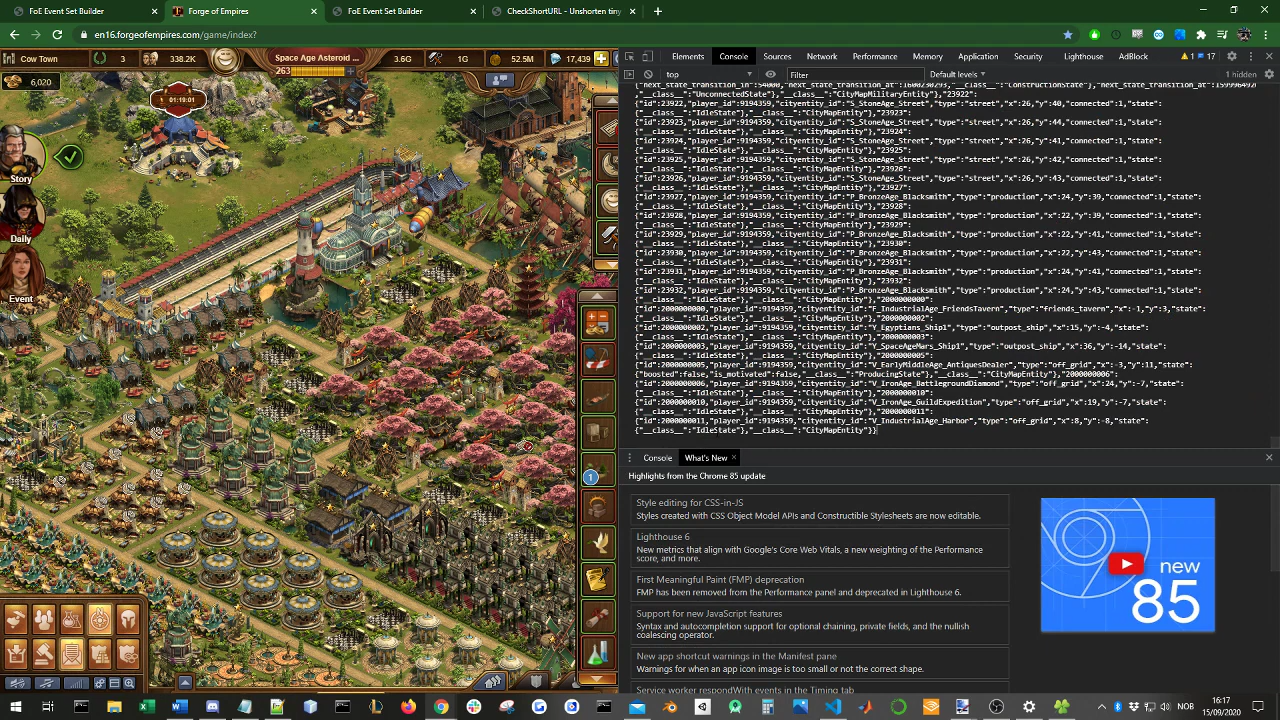 FoE Event Set Builder
Forge of Empires
FoE Event Set Builder
CheckShortURL - Unshorten tiny
en16.forgeofempires.com/game/index?
Cow Town
3
338.2K
Space Age Asteroid ...
263
3.6G
1G
52.5M
17,439
6,020
01:19:01
Story
Daily
Event
1
Elements
Console
Sources
Network
Performance
Memory
Application
Security
Lighthouse
AdBlock
1
17
top
Filter
Default levels
1 hidden
"__class__":"UnconnectedState"},"__class__":"CityMapMilitaryEntity"},"23922":
{"id":23922,"player_id":9194359,"cityentity_id":"S_StoneAge_Street","type":"street","x":26,"y":40,"connected":1,"state":
{"__class__":"IdleState"},"__class__":"CityMapEntity"},"23923":
{"id":23923,"player_id":9194359,"cityentity_id":"S_StoneAge_Street","type":"street","x":26,"y":44,"connected":1,"state":
{"__class__":"IdleState"},"__class__":"CityMapEntity"},"23924":
{"id":23924,"player_id":9194359,"cityentity_id":"S_StoneAge_Street","type":"street","x":26,"y":41,"connected":1,"state":
{"__class__":"IdleState"},"__class__":"CityMapEntity"},"23925":
{"id":23925,"player_id":9194359,"cityentity_id":"S_StoneAge_Street","type":"street","x":26,"y":42,"connected":1,"state":
{"__class__":"IdleState"},"__class__":"CityMapEntity"},"23926":
{"id":23926,"player_id":9194359,"cityentity_id":"S_StoneAge_Street","type":"street","x":26,"y":43,"connected":1,"state":
{"__class__":"IdleState"},"__class__":"CityMapEntity"},"23927":
{"id":23927,"player_id":9194359,"cityentity_id":"P_BronzeAge_Blacksmith","type":"production","x":24,"y":39,"connected":1,"state":
{"__class__":"IdleState"},"__class__":"CityMapEntity"},"23928":
{"id":23928,"player_id":9194359,"cityentity_id":"P_BronzeAge_Blacksmith","type":"production","x":22,"y":39,"connected":1,"state":
{"__class__":"IdleState"},"__class__":"CityMapEntity"},"23929":
{"id":23929,"player_id":9194359,"cityentity_id":"P_BronzeAge_Blacksmith","type":"production","x":22,"y":41,"connected":1,"state":
{"__class__":"IdleState"},"__class__":"CityMapEntity"},"23930":
{"id":23930,"player_id":9194359,"cityentity_id":"P_BronzeAge_Blacksmith","type":"production","x":22,"y":43,"connected":1,"state":
{"__class__":"IdleState"},"__class__":"CityMapEntity"},"23931":
{"id":23931,"player_id":9194359,"cityentity_id":"P_BronzeAge_Blacksmith","type":"production","x":24,"y":41,"connected":1,"state":
{"__class__":"IdleState"},"__class__":"CityMapEntity"},"23932":
{"id":23932,"player_id":9194359,"cityentity_id":"P_BronzeAge_Blacksmith","type":"production","x":24,"y":43,"connected":1,"state":
{"__class__":"IdleState"},"__class__":"CityMapEntity"},"2000000000":
{"id":2000000000,"player_id":9194359,"cityentity_id":"F_IndustrialAge_FriendsTavern","type":"friends_tavern","x":-1,"y":3,"state":
{"__class__":"IdleState"},"__class__":"CityMapEntity"},"2000000002":
{"id":2000000002,"player_id":9194359,"cityentity_id":"Y_Egyptians_Ship1","type":"outpost_ship","x":15,"y":-4,"state":
{"__class__":"IdleState"},"__class__":"CityMapEntity"},"2000000003":
{"id":2000000003,"player_id":9194359,"cityentity_id":"V_SpaceAgeMars_Ship1","type":"outpost_ship","x":36,"y":-14,"state":
{"__class__":"IdleState"},"__class__":"CityMapEntity"},"2000000005":
{"id":2000000005,"player_id":9194359,"cityentity_id":"V_EarlyMiddleAge_AntiquesDealer","type":"off_grid","x":-3,"y":11,"state":
{"boosted":false,"is_motivated":false,"__class__":"ProducingState"},"__class__":"CityMapEntity"},"2000000006":
{"id":2000000006,"player_id":9194359,"cityentity_id":"V_IronAge_BattlegroundDiamond","type":"off_grid","x":24,"y":-7,"state":
{"__class__":"IdleState"},"__class__":"CityMapEntity"},"2000000010":
{"id":2000000010,"player_id":9194359,"cityentity_id":"V_IronAge_GuildExpedition","type":"off_grid","x":19,"y":-7,"state":
{"__class__":"IdleState"},"__class__":"CityMapEntity"},"2000000011":
{"id":2000000011,"player_id":9194359,"cityentity_id":"V_IndustrialAge_Harbor","type":"off_grid","x":8,"y":-8,"state":
{"__class__":"IdleState"},"__class__":"CityMapEntity"}}
Console
What's New
Highlights from the Chrome 85 update
Style editing for CSS-in-JS
Styles created with CSS Object Model APIs and Constructible Stylesheets are now editable.
Lighthouse 6
New metrics that align with Google's Core Web Vitals, a new weighting of the Performance
score, and more.
First Meaningful Paint (FMP) deprecation
FMP has been removed from the Performance panel and deprecated in Lighthouse 6.
Support for new JavaScript features
Syntax and autocompletion support for optional chaining, private fields, and the nullish
coalescing operator.
New app shortcut warnings in the Manifest pane
Warnings for when an app icon image is too small or not the correct shape.
Service worker respondWith events in the Timing tab
new
85
NOR
16:17
15/09/2020